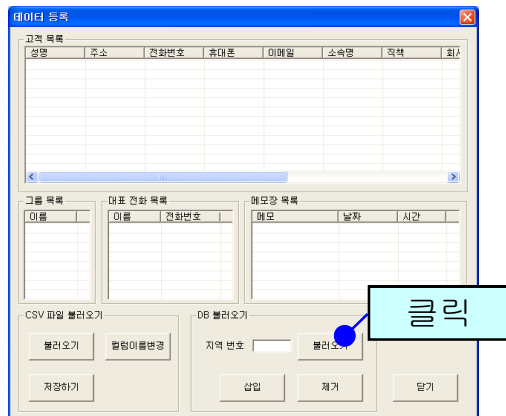 데이터 등록
고객 목록
성명 주소 전화번호 휴대폰 이메일 소속명 직책 회사
그룹 목록 대표 전화 목록 메모장 목록
이름 이름 전화번호 메모 날짜 시간
CSV 파일 불러오기 DB 불러오기
클릭
불러오기 컬럼이름변경 지역 번호 불러오기
저장하기 삽입 제거 닫기